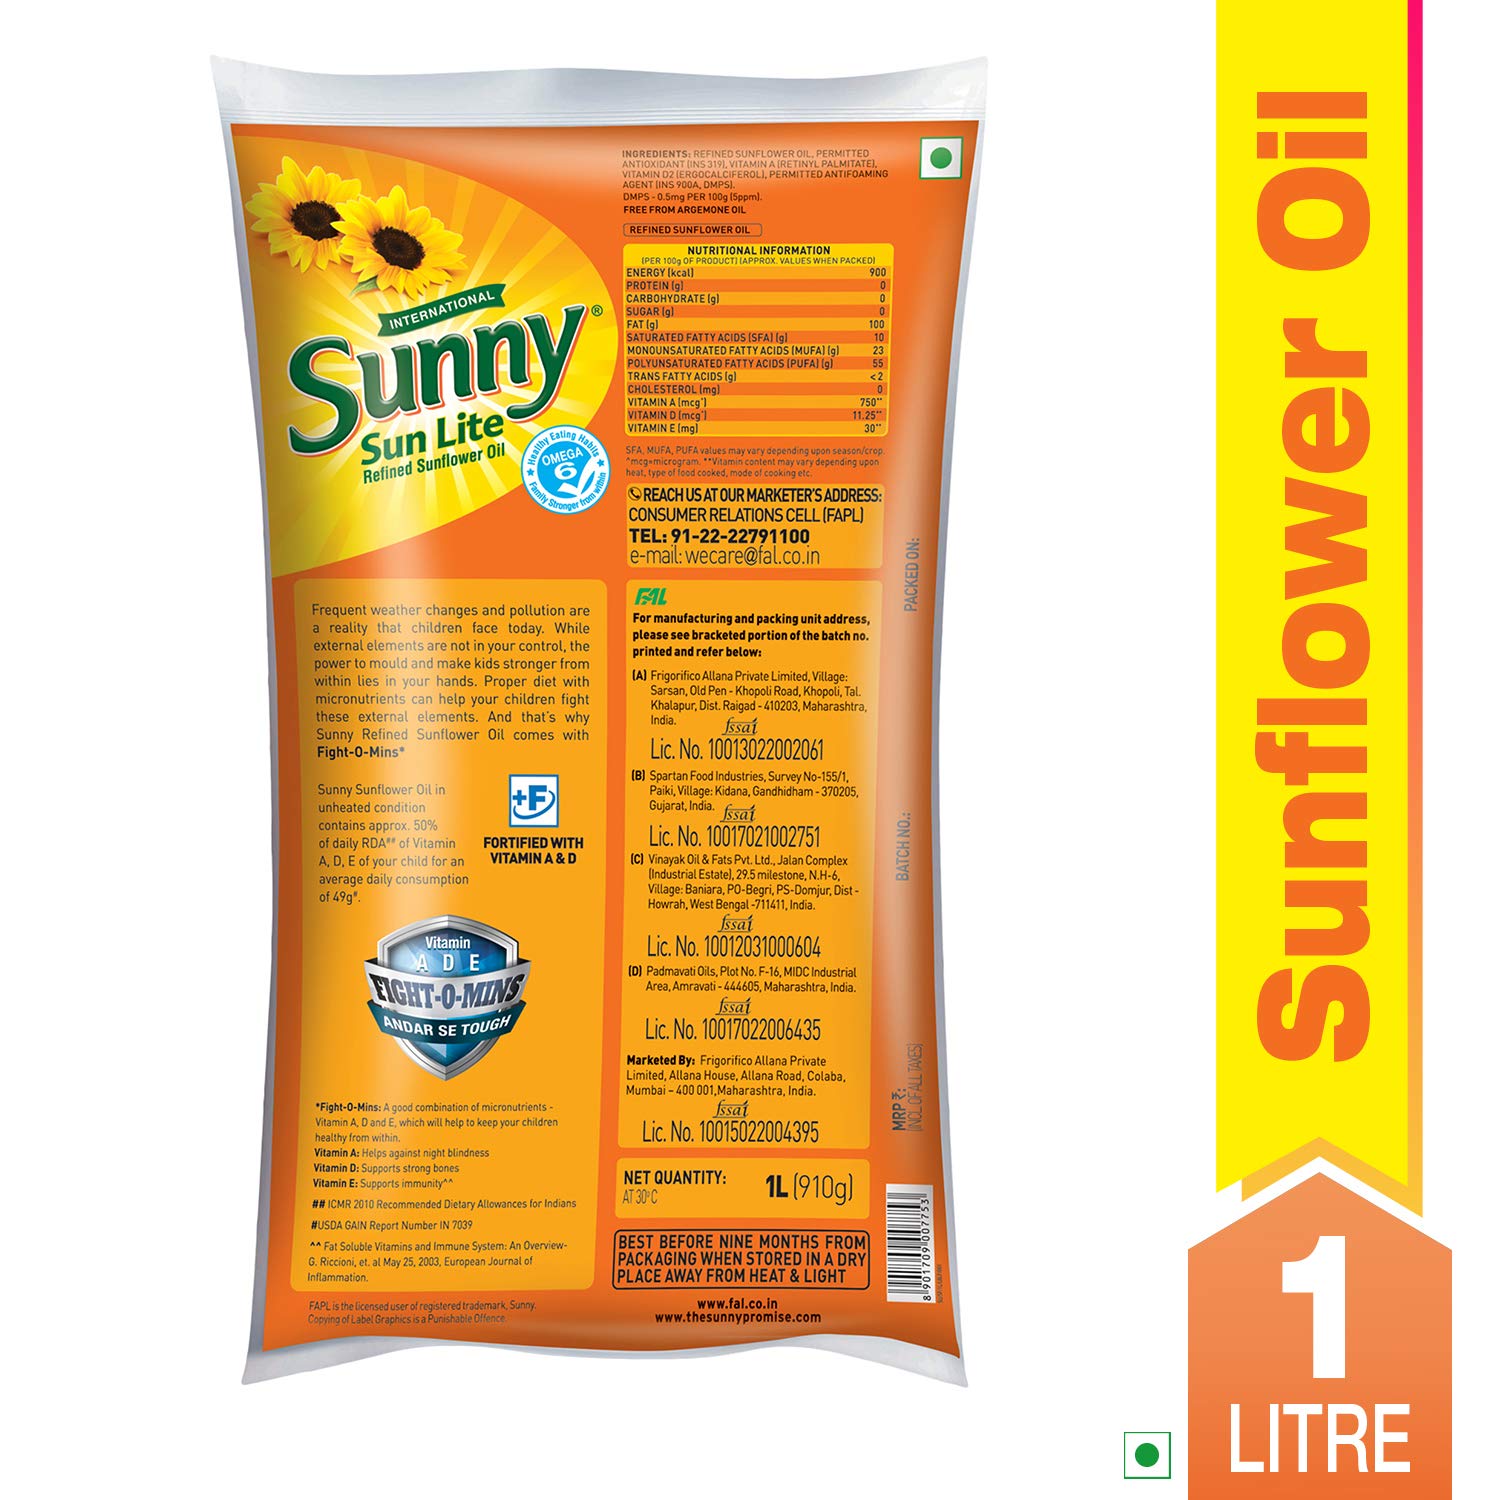 INTERNATIONAL
Sunny®
Sun Lite
Refined Sunflower Oil
Healthy Eating Habits
OMEGA
6
Family Stronger from within
Frequent weather changes and pollution are
a reality that children face today. While
external elements are not in your control, the
power to mould and make kids stronger from
within lies in your hands. Proper diet with
micronutrients can help your children fight
these external elements. And that's why
Sunny Refined Sunflower Oil comes with
Fight-O-Mins*
Sunny Sunflower Oil in
unheated condition
contains approx. 50%
of daily RDA## of Vitamin
A, D, E of your child for an
average daily consumption
of 49g#.
+F
FORTIFIED WITH
VITAMIN A & D
Vitamin
A D E
FIGHT-O-MINS
ANDAR SE TOUGH
*Fight-O-Mins: A good combination of micronutrients -
Vitamin A, D and E, which will help to keep your children
healthy from within.
Vitamin A: Helps against night blindness
Vitamin D: Supports strong bones
Vitamin E: Supports immunity^^
## ICMR 2010 Recommended Dietary Allowances for Indians
#USDA GAIN Report Number IN 7039
^^ Fat Soluble Vitamins and Immune System: An Overview-
G. Riccioni, et. al May 25, 2003, European Journal of
Inflammation.
FAPL is the licensed user of registered trademark, Sunny.
Copying of Label Graphics is a Punishable Offence.
INGREDIENTS: REFINED SUNFLOWER OIL, PERMITTED
ANTIOXIDANT (INS 319), VITAMIN A (RETINYL PALMITATE),
VITAMIN D2 (ERGOCALCIFEROL), PERMITTED ANTIFOAMING
AGENT (INS 900A, DMPS).
DMPS - 0.5mg PER 100g (5ppm).
FREE FROM ARGEMONE OIL
REFINED SUNFLOWER OIL
NUTRITIONAL INFORMATION
(PER 100g OF PRODUCT) (APPROX. VALUES WHEN PACKED)
ENERGY (kcal) 900
PROTEIN (g) 0
CARBOHYDRATE (g) 0
SUGAR (g) 0
FAT (g) 100
SATURATED FATTY ACIDS (SFA) (g) 10
MONOUNSATURATED FATTY ACIDS (MUFA) (g) 23
POLYUNSATURATED FATTY ACIDS (PUFA) (g) 55
TRANS FATTY ACIDS (g) <2
CHOLESTEROL (mg) 0
VITAMIN A (mcg*) 750**
VITAMIN D (mcg*) 11.25**
VITAMIN E (mg) 30**
SFA, MUFA, PUFA values may vary depending upon season/crop.
*mcg=microgram. **Vitamin content may vary depending upon
heat, type of food cooked, mode of cooking etc.
REACH US AT OUR MARKETER'S ADDRESS:
CONSUMER RELATIONS CELL (FAPL)
TEL: 91-22-22791100
e-mail: wecare@fal.co.in
FAL
For manufacturing and packing unit address,
please see bracketed portion of the batch no.
printed and refer below:
(A) Frigorifico Allana Private Limited, Village:
Sarsan, Old Pen - Khopoli Road, Khopoli, Tal.
Khalapur, Dist. Raigad - 410203, Maharashtra,
India.
fssai
Lic. No. 10013022002061
(B) Spartan Food Industries, Survey No-155/1,
Paiki, Village: Kidana, Gandhidham - 370205,
Gujarat, India.
fssai
Lic. No. 10017021002751
(C) Vinayak Oil & Fats Pvt. Ltd., Jalan Complex
(Industrial Estate), 29.5 milestone, N.H-6,
Village: Baniara, PO-Begri, PS-Domjur, Dist -
Howrah, West Bengal -711411, India.
fssai
Lic. No. 10012031000604
(D) Padmavati Oils, Plot No. F-16, MIDC Industrial
Area, Amravati - 444605, Maharashtra, India.
fssai
Lic. No. 10017022006435
Marketed By: Frigorifico Allana Private
Limited, Allana House, Allana Road, Colaba,
Mumbai – 400 001, Maharashtra, India.
fssai
Lic. No. 10015022004395
NET QUANTITY: 1L (910g)
AT 30°C
BEST BEFORE NINE MONTHS FROM
PACKAGING WHEN STORED IN A DRY
PLACE AWAY FROM HEAT & LIGHT
www.fal.co.in
www.thesunnypromise.com
PACKED ON:
BATCH NO.:
MRP ₹:
(INCL OF ALL TAXES)
8 901709 007753
Sunflower Oil
1
LITRE